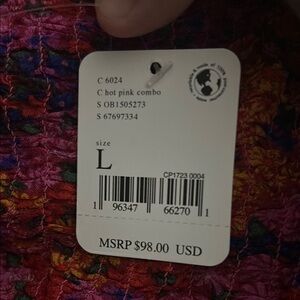 C 6024
C hot pink combo
S OB1505273
S 67697334
size
L
CP1723 0004
1 96347 66270 1
MSRP $98.00 USD